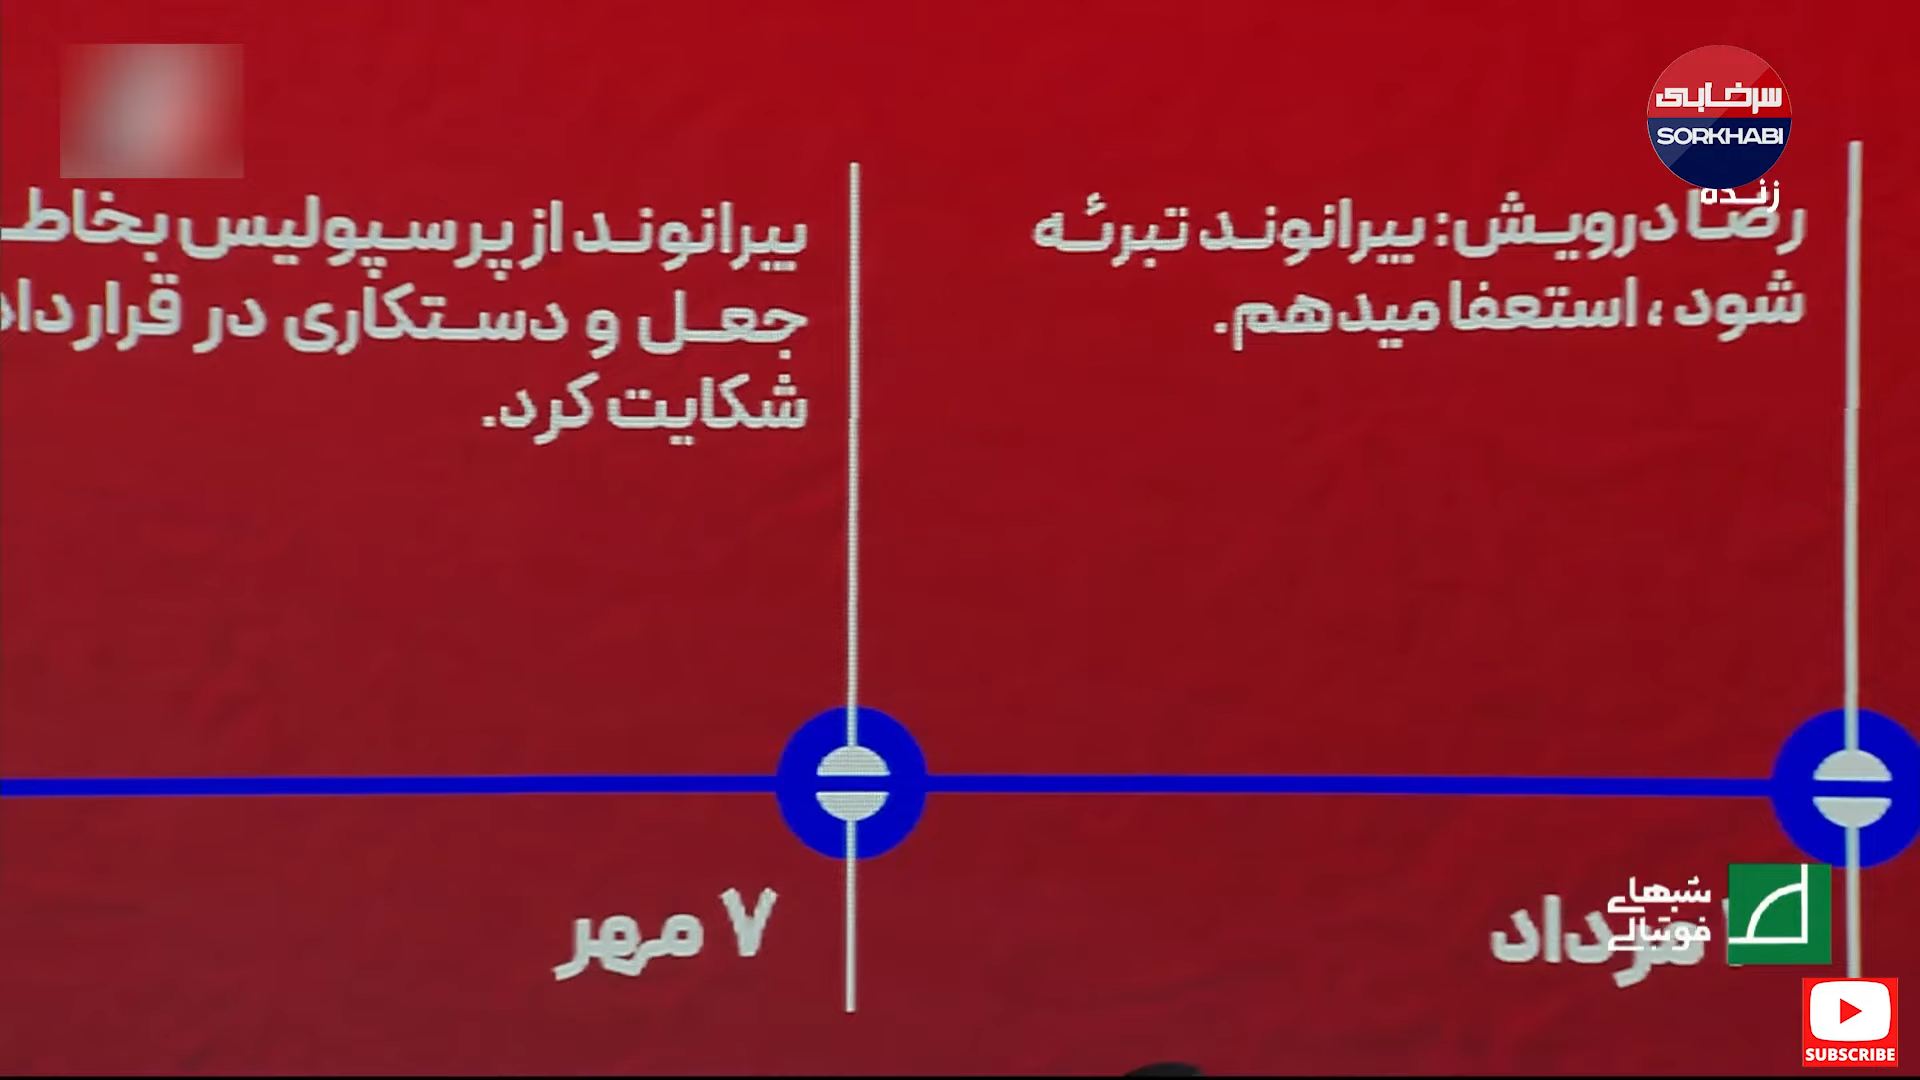 سرخابی
SORKHABI
زنده
رضا درویش: بیرانوند تبرئه
شود، استعفا میدهم.
بیرانوند از پرسپولیس بخاطر
جعل و دستکاری در قرارداد
شکایت کرد.
۷ مهر
مرداد
شبهای
فوتبالی
SUBSCRIBE